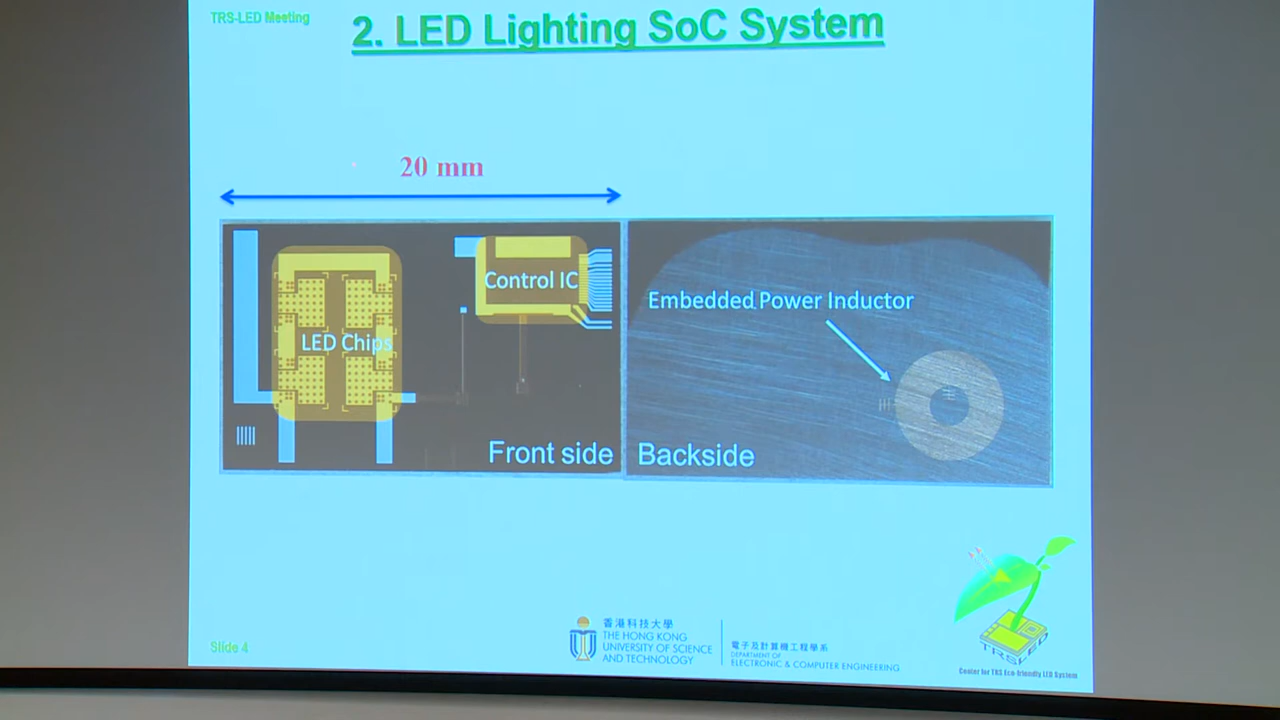 TRS-LED Meeting
2. LED Lighting SoC System
20 mm
Control IC
LED Chips
Front side
Embedded Power Inductor
Backside
Slide 4
香港科技大學
THE HONG KONG
UNIVERSITY OF SCIENCE
AND TECHNOLOGY
電子及計算機工程學系
DEPARTMENT OF
ELECTRONIC & COMPUTER ENGINEERING
TRSLED
Center for TRS Eco-friendly LED System